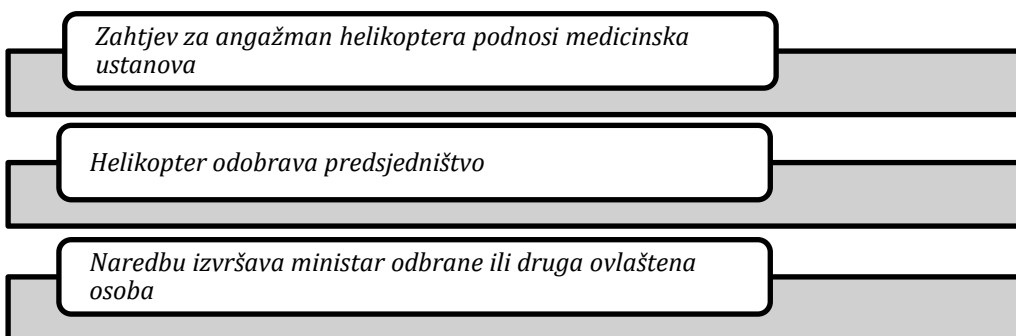 Zahtjev za angažman helikoptera podnosi medicinska
ustanova
Helikopter odobrava predsjedništvo
Naredbu izvršava ministar odbrane ili druga ovlaštena
osoba